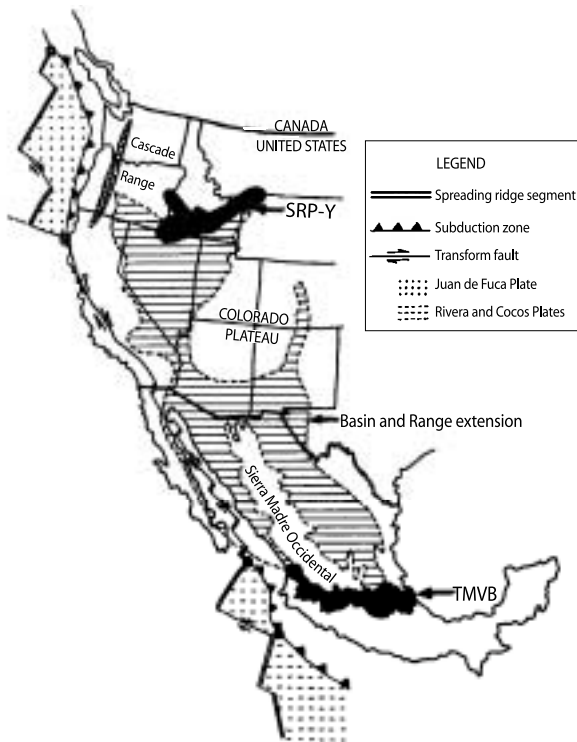 CANADA
UNITED STATES
Cascade
Range
SRP-Y
LEGEND
Spreading ridge segment
Subduction zone
Transform fault
Juan de Fuca Plate
Rivera and Cocos Plates
COLORADO
PLATEAU
Basin and Range extension
Sierra Madre Occidental
TMVB